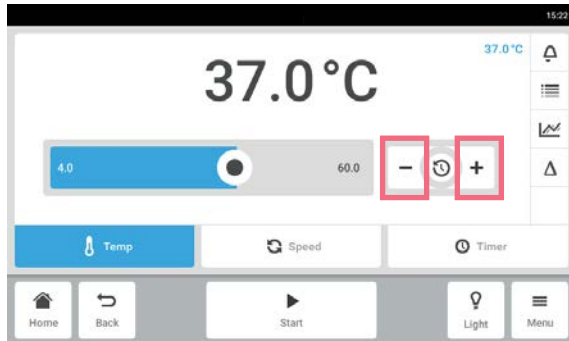 15:22
37.0°C
37.0°C
4.0
60.0
− +
Temp
Speed
Timer
Home
Back
Start
Light
Menu